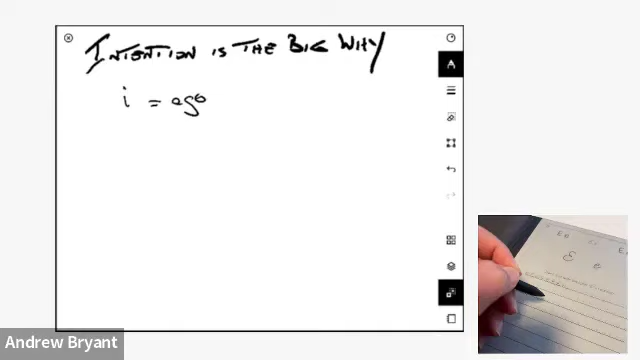 INTENTION IS THE BIG WHY
i = ego
Andrew Bryant